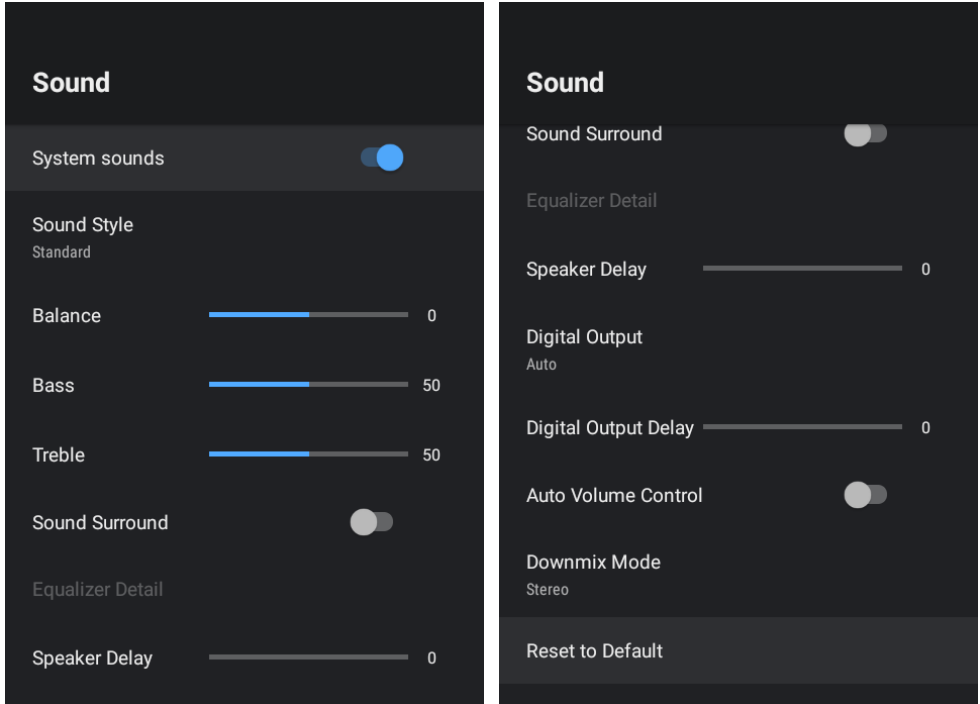 Sound
System sounds
Sound Style
Standard
Balance 0
Bass 50
Treble 50
Sound Surround
Equalizer Detail
Speaker Delay 0
Sound
Sound Surround
Equalizer Detail
Speaker Delay 0
Digital Output
Auto
Digital Output Delay 0
Auto Volume Control
Downmix Mode
Stereo
Reset to Default